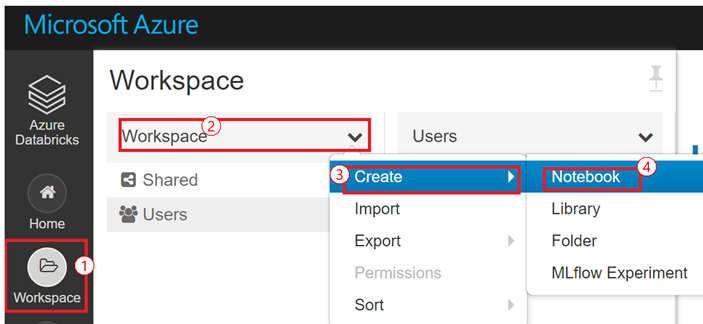 Microsoft Azure
Azure
Databricks
Home
1
Workspace
Workspace
Workspace
2
Users
Shared
Users
3
Create
Import
Export
Permissions
Sort
Notebook
4
Library
Folder
MLflow Experiment